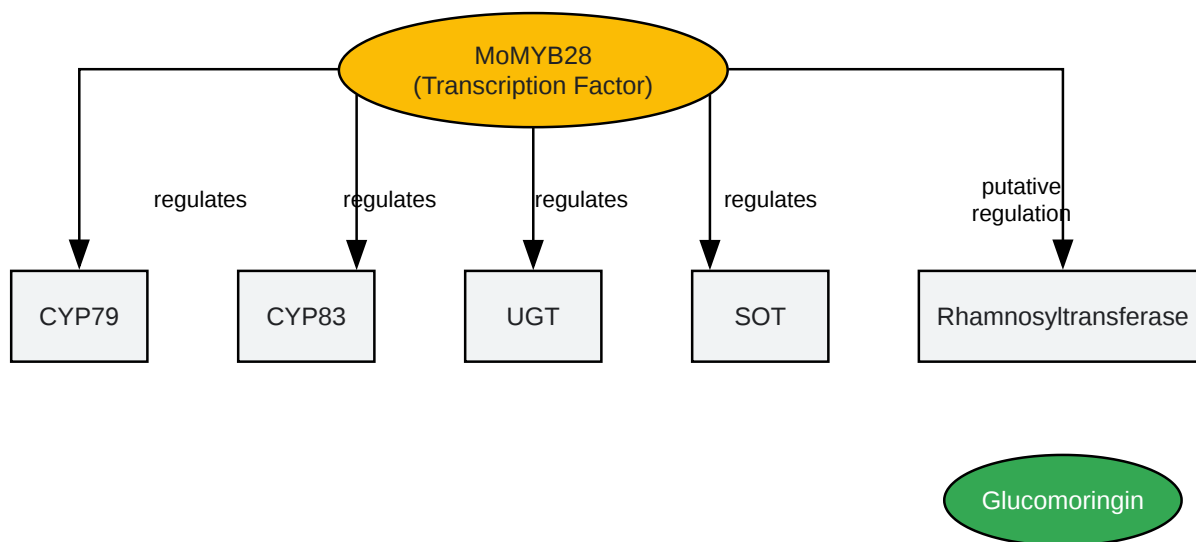 MoMYB28
(Transcription Factor)
regulates
regulates
regulates
regulates
putative
regulation
CYP79
CYP83
UGT
SOT
Rhamnosyltransferase
Glucomoringin